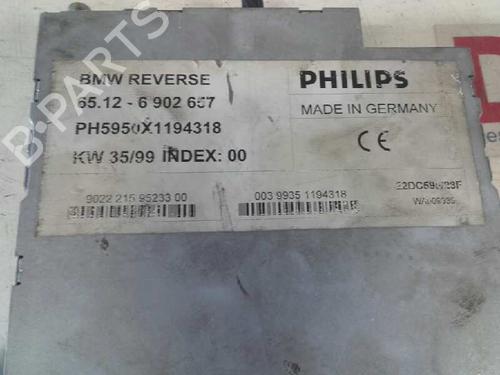 BMW REVERSE
65.12 - 6 902 657
PH5950X1194318
KW 35/99 INDEX: 00
PHILIPS
MADE IN GERMANY
CE
9022 215 95233 00
003 9935 1194318
B-PARTS